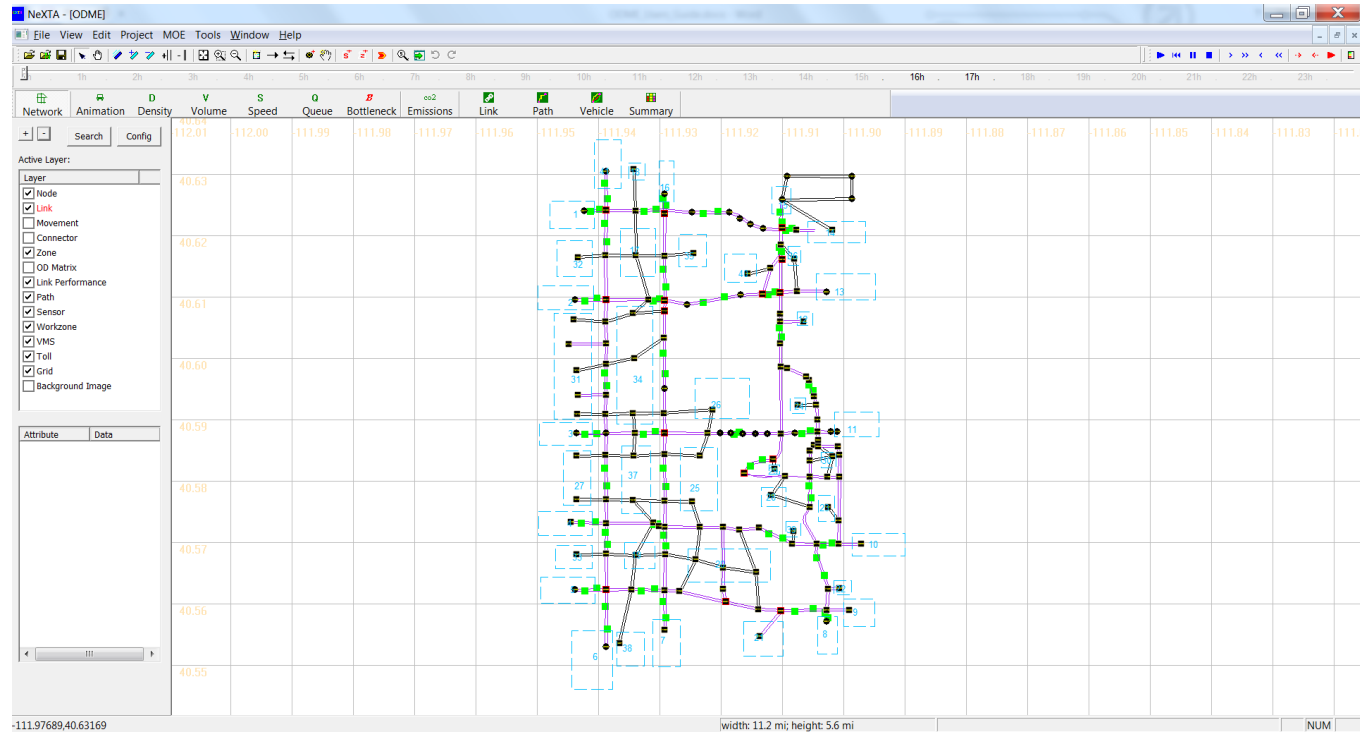 NeXTA - [ODME]
File View Edit Project MOE Tools Window Help
1h 2h 3h 4h 5h 6h 7h 8h 9h 10h 11h 12h 13h 14h 15h 16h 17h 18h 19h 20h 21h 22h 23h
Network Animation Density Volume Speed Queue Bottleneck Emissions Link Path Vehicle Summary
+ - Search Config
112.01 -112.00 -111.99 -111.98 -111.97 -111.96 -111.95 -111.94 -111.93 -111.92 -111.91 -111.90 -111.89 -111.88 -111.87 -111.86 -111.85 -111.84 -111.83 -111.
Active Layer:
Layer
Node
Link
Movement
Connector
Zone
OD Matrix
Link Performance
Path
Sensor
Workzone
VMS
Toll
Grid
Background Image
Attribute Data
40.63
16
1
40.62
32
13
40.61
2
40.60
31 34
26
40.59
3 11
37
27 25
40.58
40.57
10
40.56
9
8
7
38
6
40.55
-111.97689,40.63169
width: 11.2 mi; height: 5.6 mi
NUM